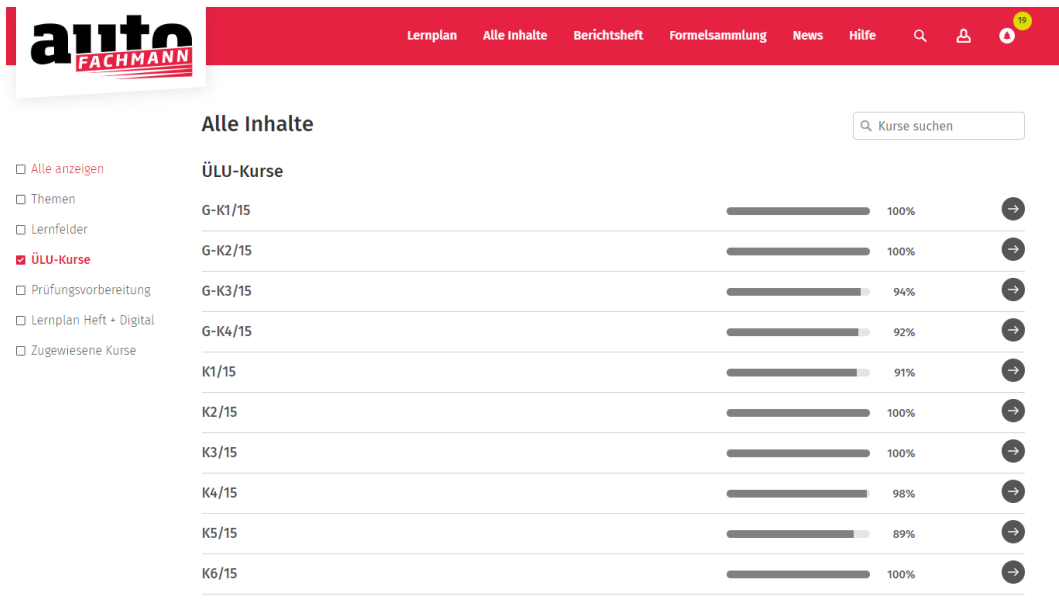 auto
FACHMANN
Lernplan Alle Inhalte Berichtsheft Formelsammlung News Hilfe 19
Alle Inhalte
Kurse suchen
Alle anzeigen
Themen
Lernfelder
ÜLU-Kurse
Prüfungsvorbereitung
Lernplan Heft + Digital
Zugewiesene Kurse
ÜLU-Kurse
G-K1/15 100%
G-K2/15 100%
G-K3/15 94%
G-K4/15 92%
K1/15 91%
K2/15 100%
K3/15 100%
K4/15 98%
K5/15 89%
K6/15 100%